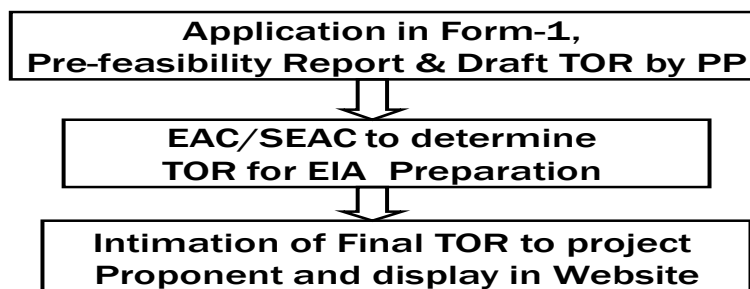 Application in Form-1,
Pre-feasibility Report & Draft TOR by PP
EAC/SEAC to determine
TOR for EIA Preparation
Intimation of Final TOR to project
Proponent and display in Website